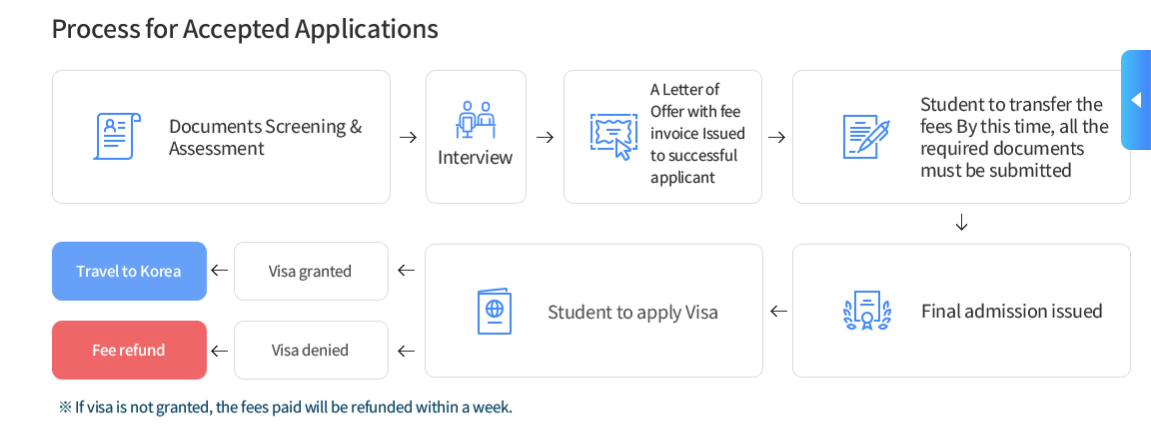 Process for Accepted Applications
Documents Screening &
Assessment
Interview
A Letter of
Offer with fee
invoice Issued
to successful
applicant
Student to transfer the
fees By this time, all the
required documents
must be submitted
Final admission issued
Student to apply Visa
Visa granted
Travel to Korea
Visa denied
Fee refund
※ If visa is not granted, the fees paid will be refunded within a week.